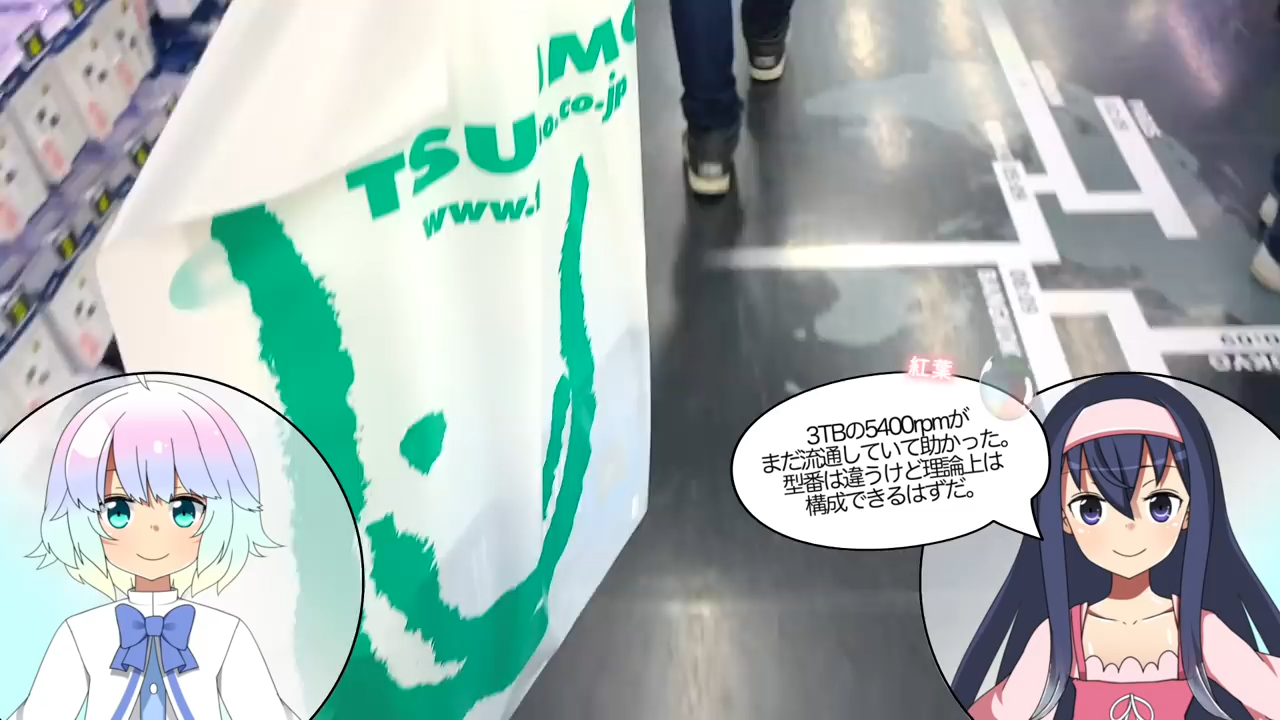 TSU
MO
www.
o.co.jp
紅葉
3TBの5400rpmが
まだ流通していて助かった。
型番は違うけど理論上は
構成できるはずだ。